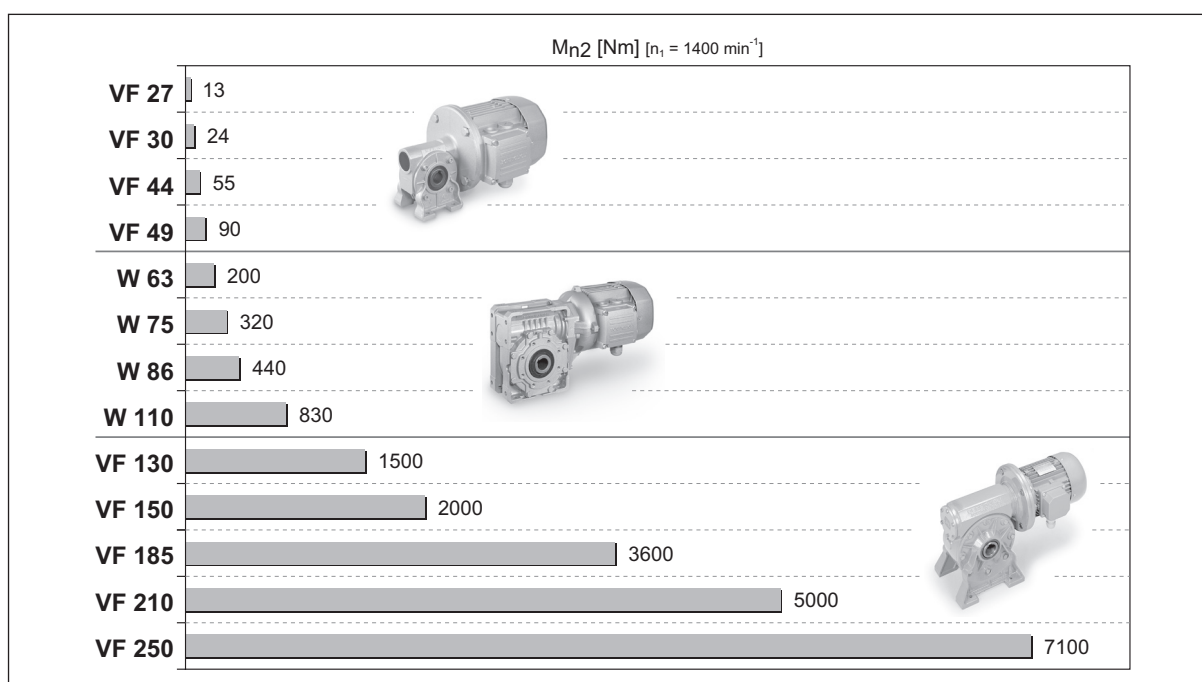 Mn2 [Nm] [n1 = 1400 min-1]
VF 27 13
VF 30 24
VF 44 55
VF 49 90
W 63 200
W 75 320
W 86 440
W 110 830
VF 130 1500
VF 150 2000
VF 185 3600
VF 210 5000
VF 250 7100